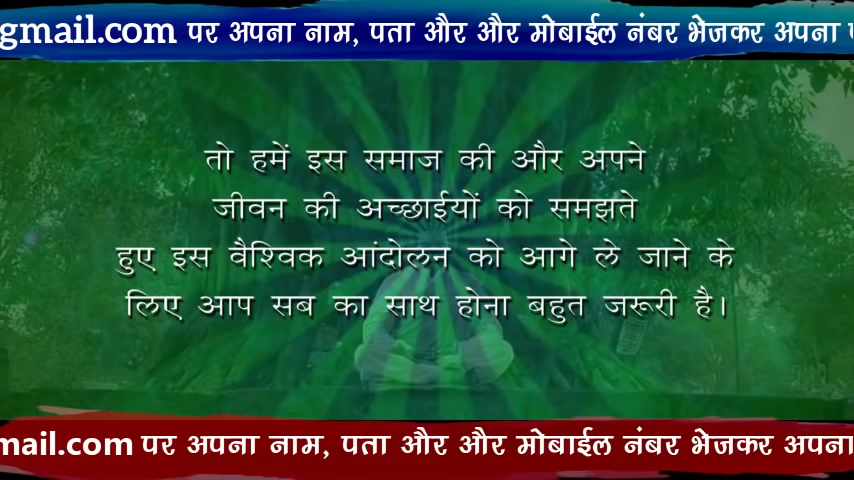 gmail.com पर अपना नाम, पता और और मोबाईल नंबर भेजकर अपना
तो हमें इस समाज की और अपने
जीवन की अच्छाईयों को समझते
हुए इस वैश्विक आंदोलन को आगे ले जाने के
लिए आप सब का साथ होना बहुत जरूरी है।
mail.com पर अपना नाम, पता और और मोबाईल नंबर भेजकर अपना